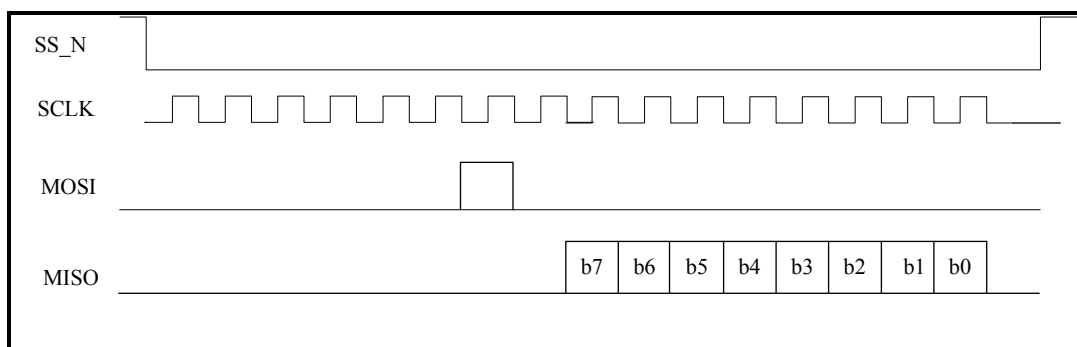 SS_N
SCLK
MOSI
MISO
b7 b6 b5 b4 b3 b2 b1 b0